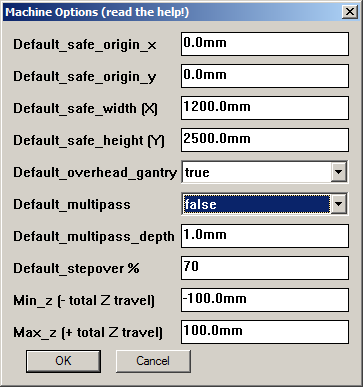 Machine Options (read the help!)
Default_safe_origin_x 0.0mm
Default_safe_origin_y 0.0mm
Default_safe_width (X) 1200.0mm
Default_safe_height (Y) 2500.0mm
Default_overhead_gantry true
Default_multipass false
Default_multipass_depth 1.0mm
Default_stepover % 70
Min_z (- total Z travel) -100.0mm
Max_z (+ total Z travel) 100.0mm
OK Cancel